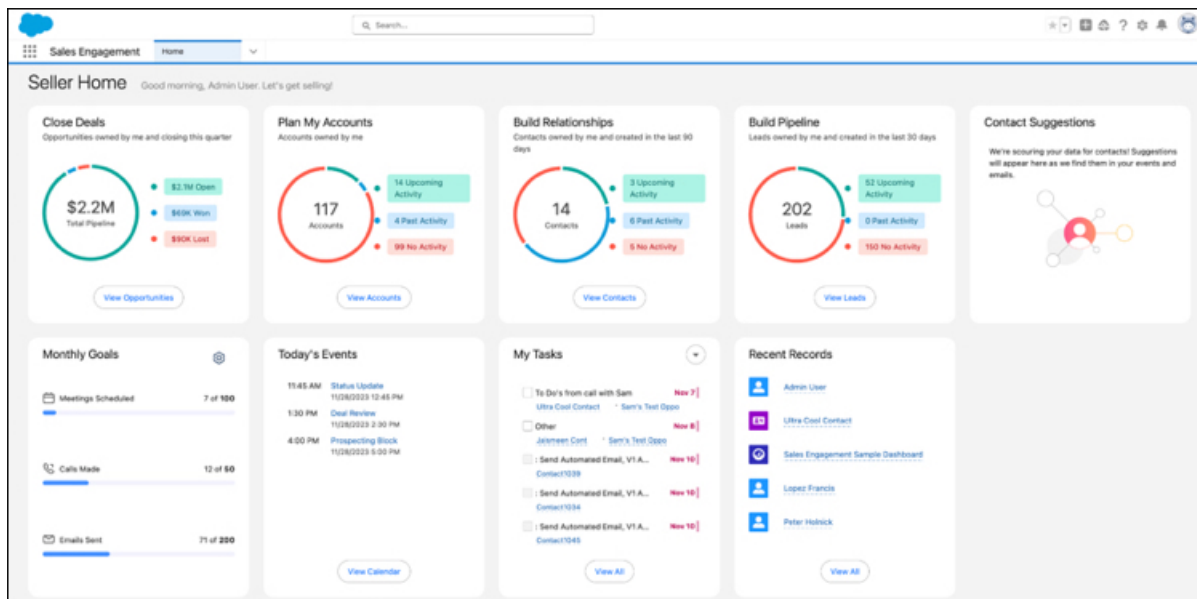 Search...
Sales Engagement
Home
Seller Home
Good morning, Admin User. Let's get selling!
Close Deals
Opportunities owned by me and closing this quarter
$2.2M
Total Pipeline
$2.1M Open
$69K Won
$90K Lost
View Opportunities
Plan My Accounts
Accounts owned by me
117
Accounts
14 Upcoming
Activity
4 Past Activity
99 No Activity
View Accounts
Build Relationships
Contacts owned by me and created in the last 90
days
14
Contacts
3 Upcoming
Activity
6 Past Activity
5 No Activity
View Contacts
Build Pipeline
Leads owned by me and created in the last 30 days
202
Leads
52 Upcoming
Activity
0 Past Activity
150 No Activity
View Leads
Contact Suggestions
We're scouring your data for contacts! Suggestions
will appear here as we find them in your events and
emails.
Monthly Goals
Meetings Scheduled 7 of 100
Calls Made 12 of 50
Emails Sent 71 of 200
Today's Events
11:45 AM Status Update
11/28/2023 12:45 PM
1:30 PM Deal Review
11/28/2023 2:30 PM
4:00 PM Prospecting Block
11/28/2023 5:00 PM
View Calendar
My Tasks
To Do's from call with Sam Nov 7
Ultra Cool Contact • Sam's Test Oppo
Other Nov 8
Jaismeen Cont • Sam's Test Oppo
: Send Automated Email, V1 A... Nov 10
Contact1039
: Send Automated Email, V1 A... Nov 10
Contact1034
: Send Automated Email, V1 A... Nov 10
Contact1045
View All
Recent Records
Admin User
Ultra Cool Contact
Sales Engagement Sample Dashboard
Lopez Francis
Peter Holnick
View All